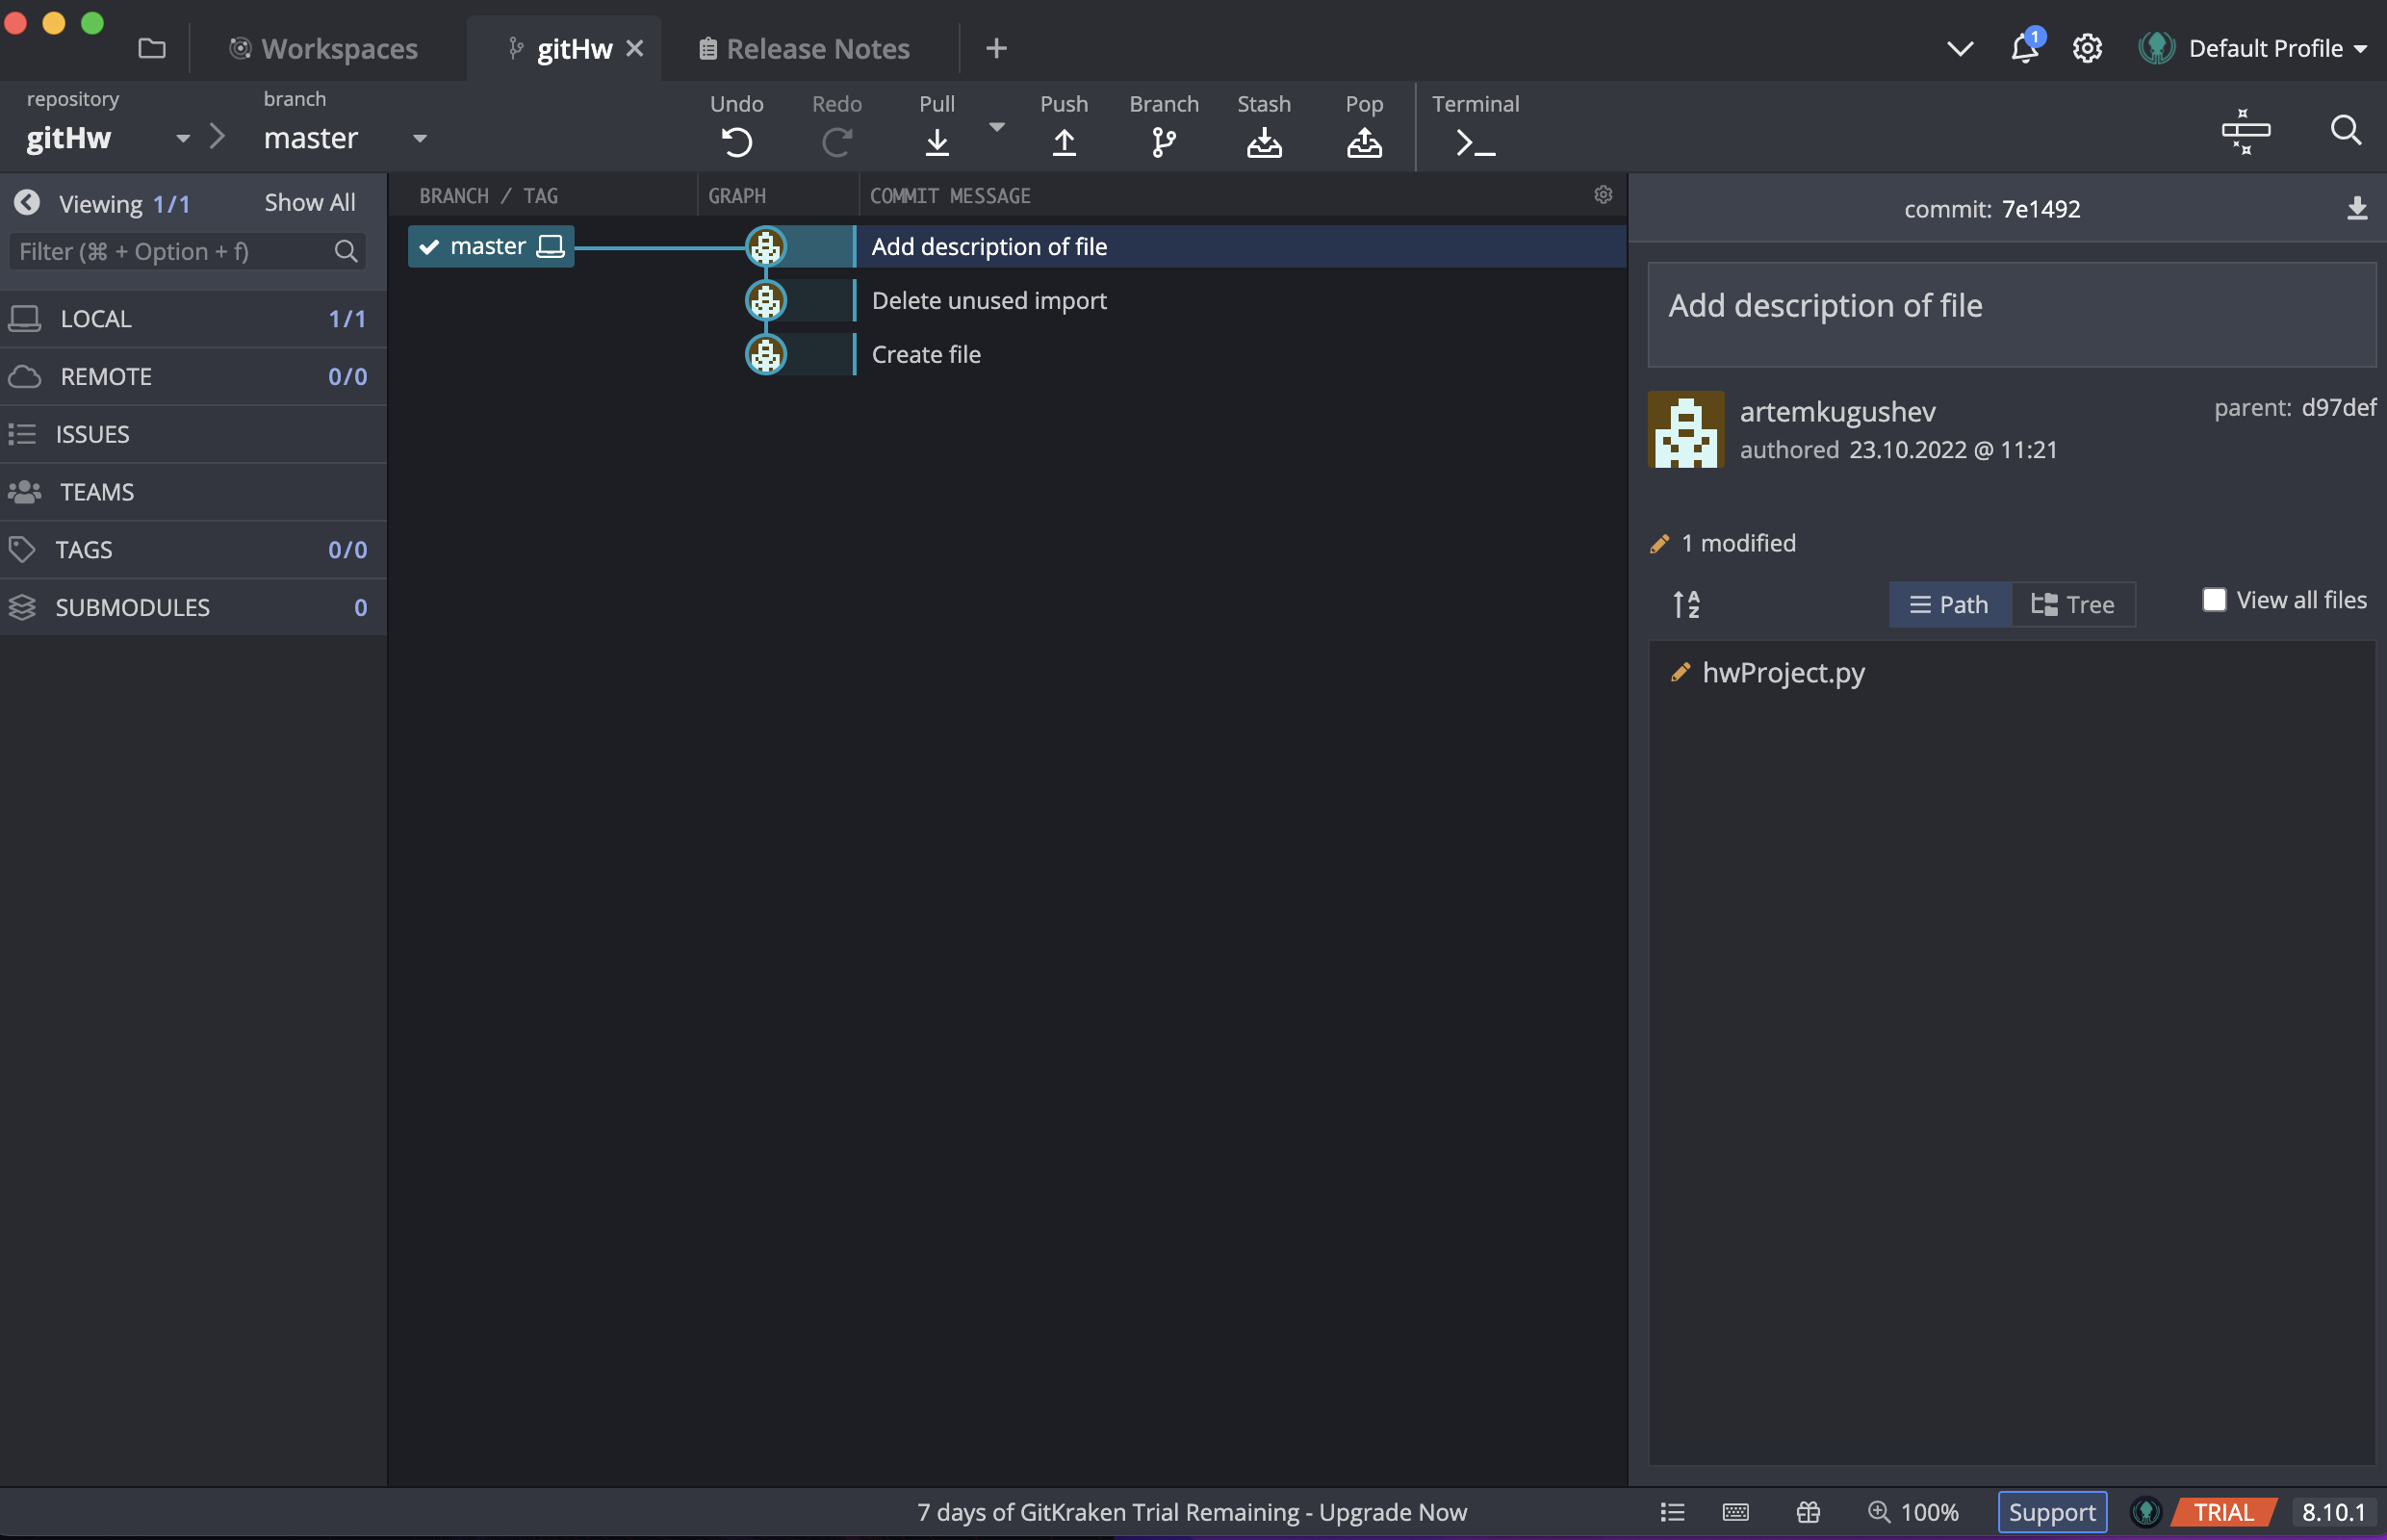 Workspaces
gitHw
Release Notes
1
Default Profile
repository
gitHw
branch
master
Undo
Redo
Pull
Push
Branch
Stash
Pop
Terminal
Viewing 1/1
Show All
Filter (⌘ + Option + f)
LOCAL 1/1
REMOTE 0/0
ISSUES
TEAMS
TAGS 0/0
SUBMODULES 0
BRANCH / TAG
GRAPH
COMMIT MESSAGE
master
Add description of file
Delete unused import
Create file
commit: 7e1492
Add description of file
artemkugushev
parent: d97def
authored 23.10.2022 @ 11:21
1 modified
A
Z
Path
Tree
View all files
hwProject.py
7 days of GitKraken Trial Remaining - Upgrade Now
100%
Support
TRIAL
8.10.1